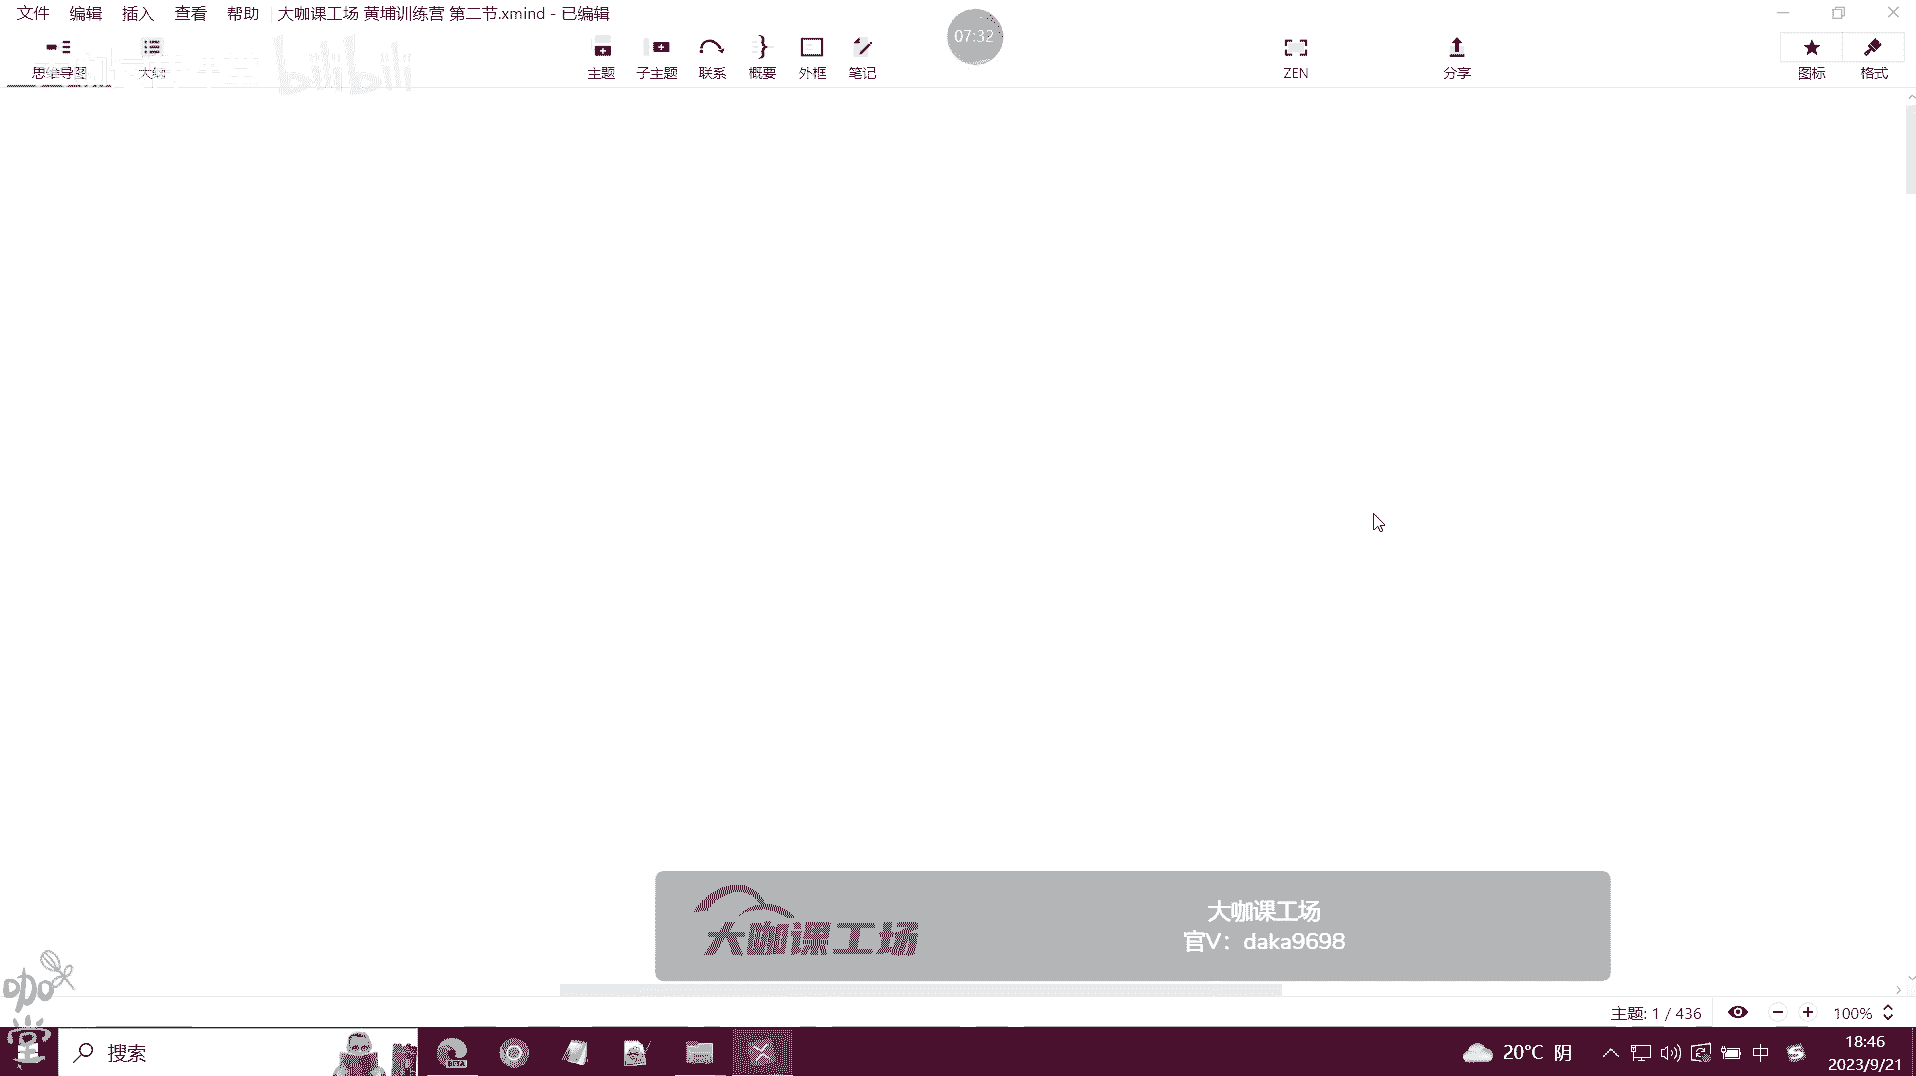 文件 编辑 插入 查看 帮助 大咖课工场 黄埔训练营 第二节.xmind - 已编辑
07:32
思维导图 大纲 主题 子主题 联系 概要 外框 笔记 ZEN 分享 图标 格式
bilibili
大咖课工场
大咖课工场
官V：daka9698
主题: 1 / 436 100%
搜索
BETA
20°C 阴 中
18:46
2023/9/21